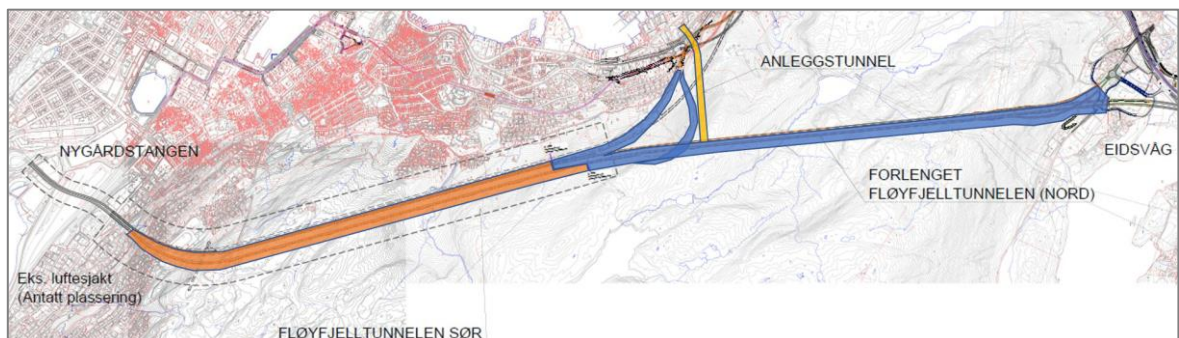 ANLEGGSTUNNEL
NYGÅRDSTANGEN
EIDSVÅG
FORLENGET
FLØYFJELLTUNNELEN (NORD)
Eks. luftesjakt
(Antatt plassering)
FLØYFJELLTUNNELEN SØR